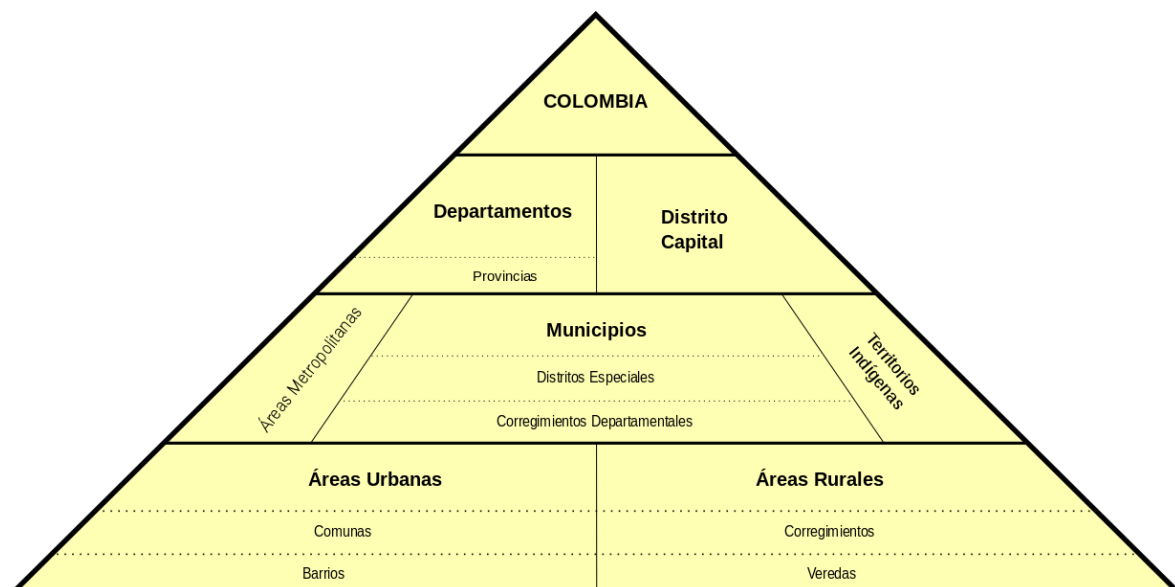 COLOMBIA
Departamentos
Distrito
Capital
Provincias
Áreas Metropolitanas
Municipios
Territorios
Indígenas
Distritos Especiales
Corregimientos Departamentales
Áreas Urbanas
Áreas Rurales
Comunas
Corregimientos
Barrios
Veredas